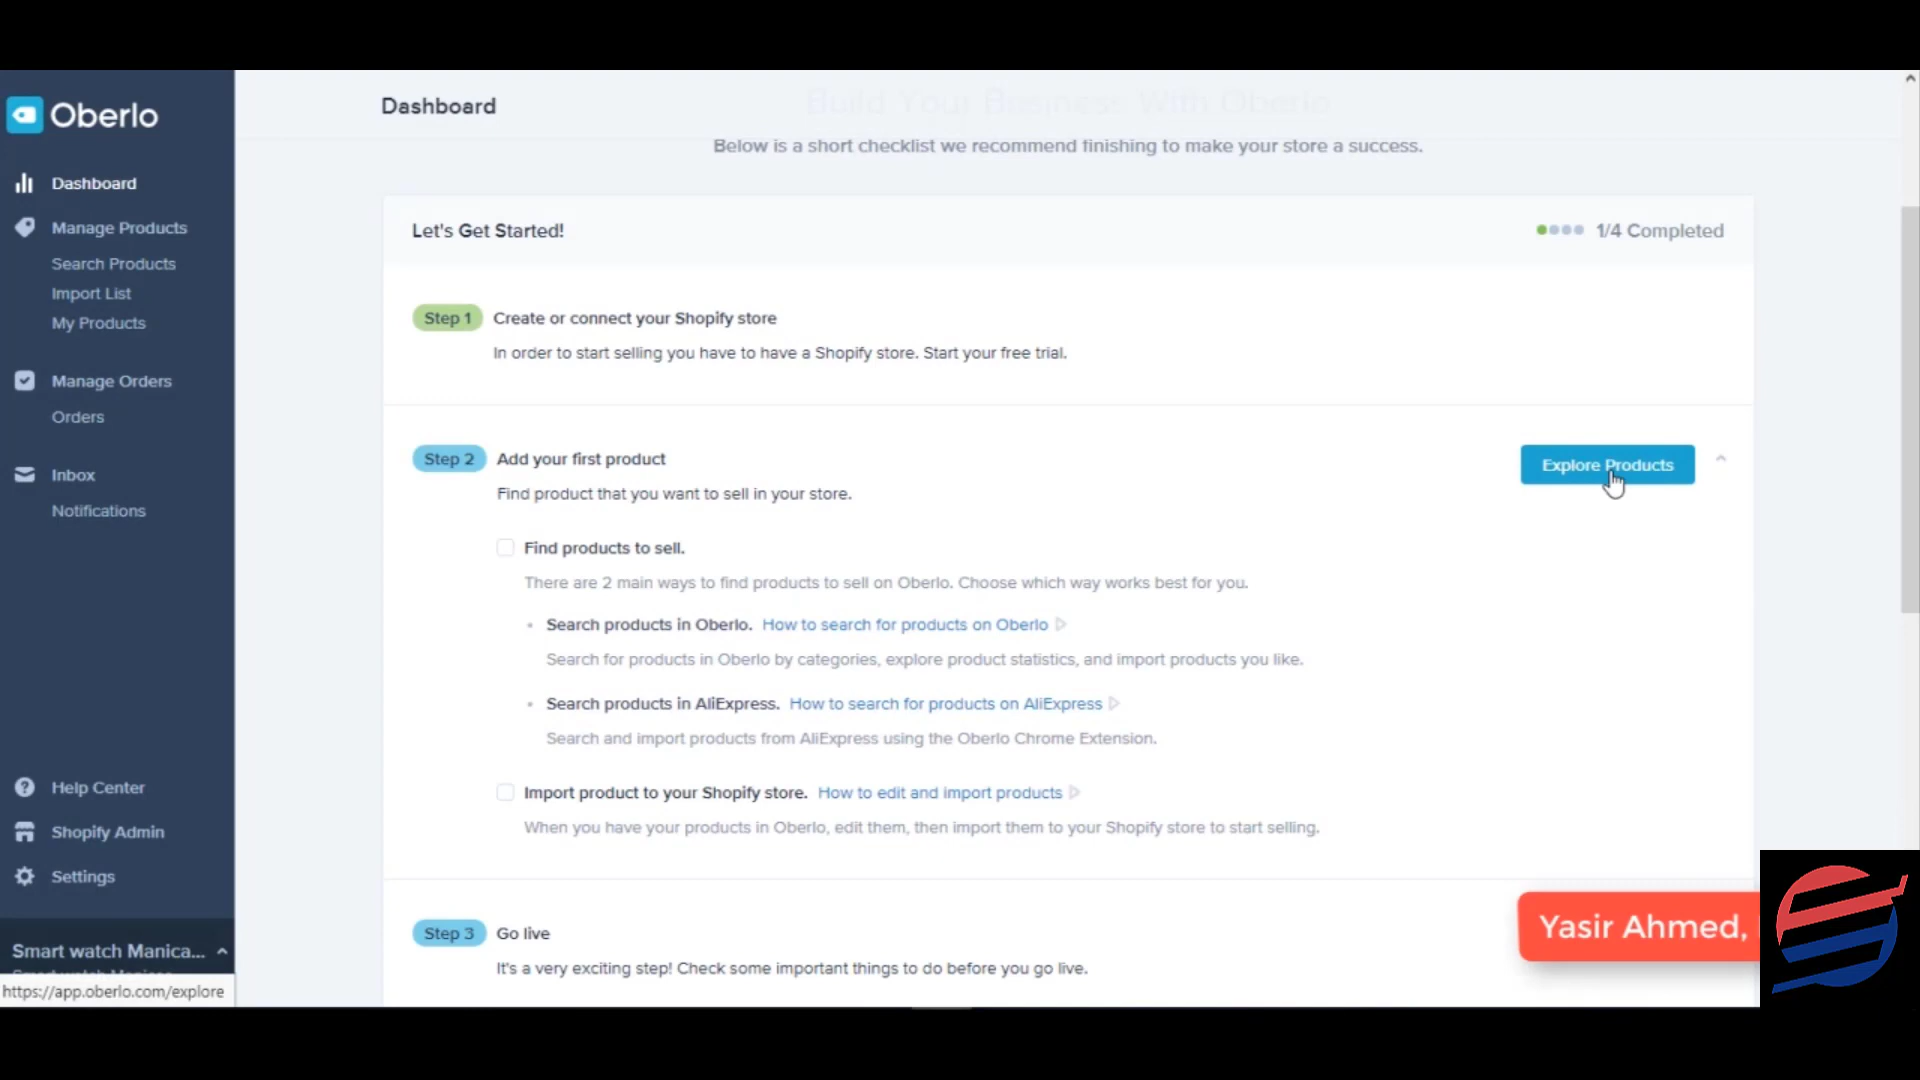 Oberlo
Dashboard
Manage Products
Search Products
Import List
My Products
Manage Orders
Orders
Inbox
Notifications
Help Center
Shopify Admin
Settings
Smart watch Manica...
https://app.oberlo.com/explore
Dashboard
Build Your Business With Oberlo
Below is a short checklist we recommend finishing to make your store a success.
Let's Get Started!
1/4 Completed
Step 1 Create or connect your Shopify store
In order to start selling you have to have a Shopify store. Start your free trial.
Step 2 Add your first product
Explore Products
Find product that you want to sell in your store.
Find products to sell.
There are 2 main ways to find products to sell on Oberlo. Choose which way works best for you.
Search products in Oberlo. How to search for products on Oberlo
Search for products in Oberlo by categories, explore product statistics, and import products you like.
Search products in AliExpress. How to search for products on AliExpress
Search and import products from AliExpress using the Oberlo Chrome Extension.
Import product to your Shopify store. How to edit and import products
When you have your products in Oberlo, edit them, then import them to your Shopify store to start selling.
Step 3 Go live
It's a very exciting step! Check some important things to do before you go live.
Yasir Ahmed,